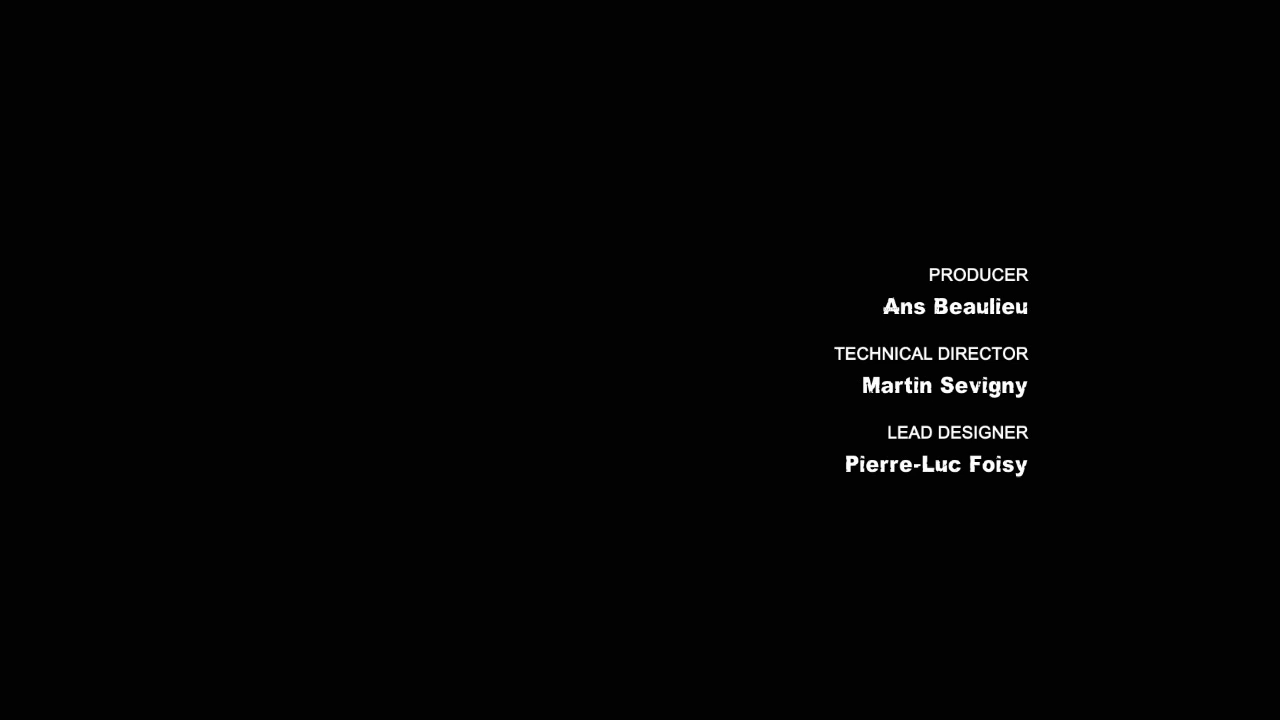 PRODUCER
Ans Beaulieu
TECHNICAL DIRECTOR
Martin Sevigny
LEAD DESIGNER
Pierre-Luc Foisy